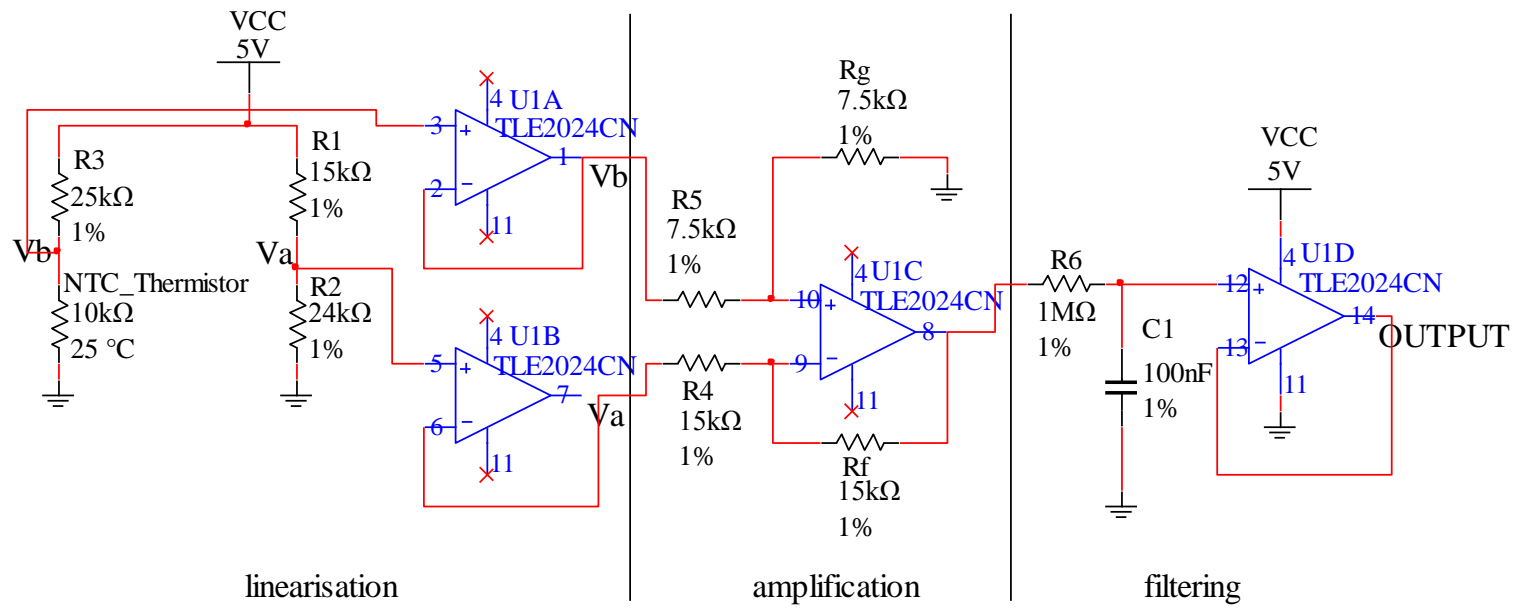 VCC
5V
R3
25kΩ
1%
Vb
NTC_Thermistor
10kΩ
25 °C
R1
15kΩ
1%
Va
R2
24kΩ
1%
4 U1A
TLE2024CN
3
2
1
11
Vb
4 U1B
TLE2024CN
5
6
7
11
Va
linearisation
Rg
7.5kΩ
1%
R5
7.5kΩ
1%
4 U1C
TLE2024CN
10
9
8
11
R4
15kΩ
1%
Rf
15kΩ
1%
amplification
R6
1MΩ
1%
C1
100nF
1%
VCC
5V
4 U1D
TLE2024CN
12
13
14
11
OUTPUT
filtering